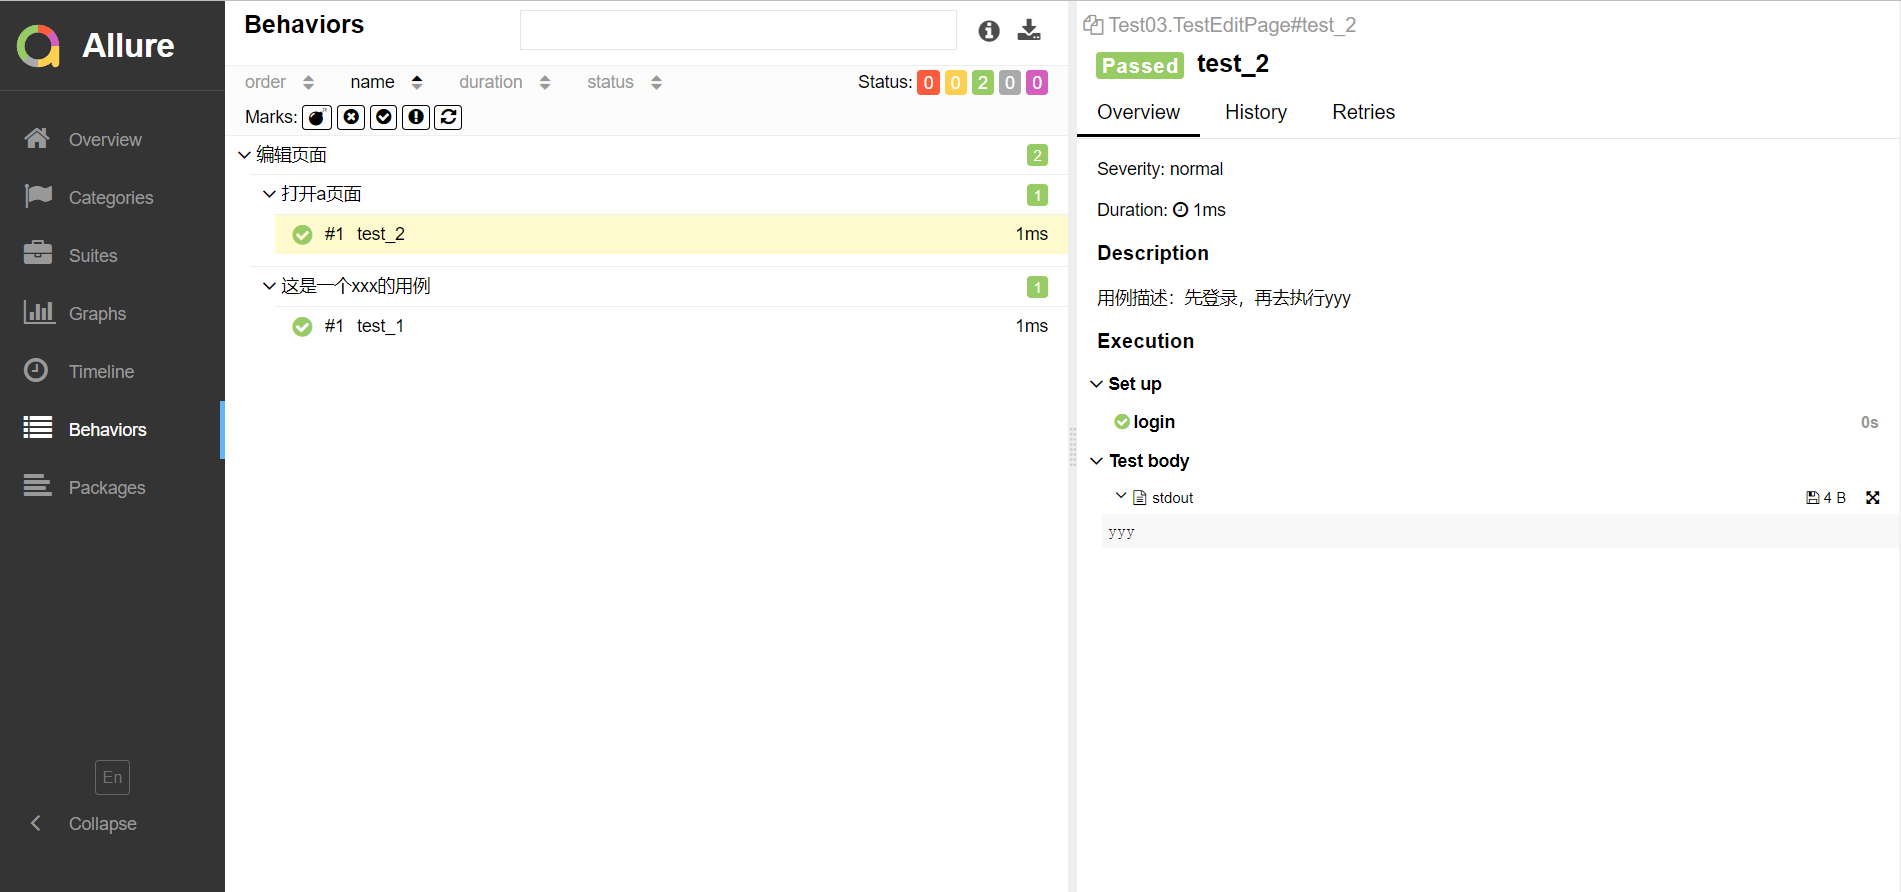 Allure
Overview
Categories
Suites
Graphs
Timeline
Behaviors
Packages
En
Collapse
Behaviors
order name duration status Status: 0 0 2 0 0
Marks:
编辑页面 2
打开a页面 1
#1 test_2 1ms
这是一个xxx的用例 1
#1 test_1 1ms
Test03.TestEditPage#test_2
Passed test_2
Overview History Retries
Severity: normal
Duration: 1ms
Description
用例描述：先登录，再去执行yyy
Execution
Set up
login 0s
Test body
stdout 4 B
yyy